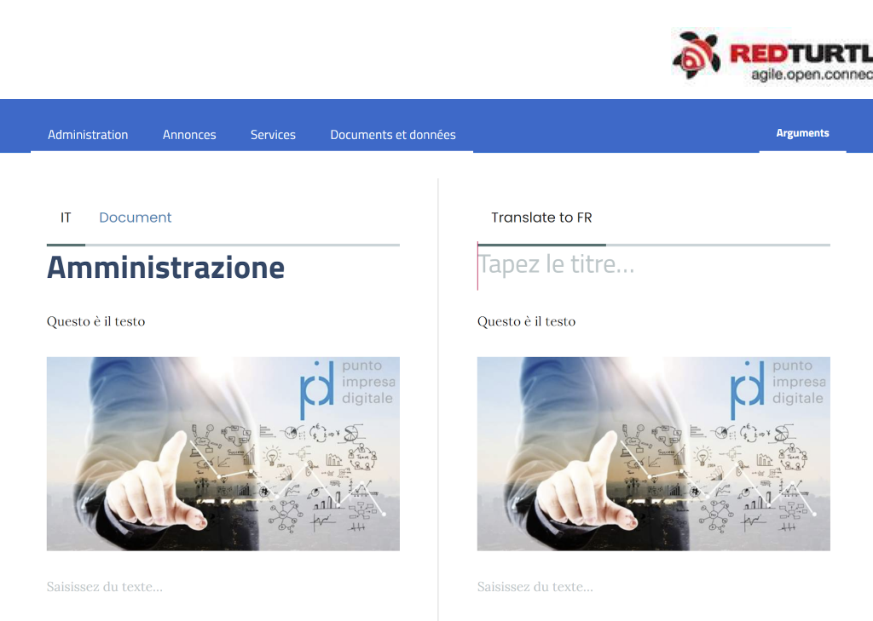 REDTURTL
agile.open.connec
Administration
Annonces
Services
Documents et données
Arguments
IT
Document
Amministrazione
Questo è il testo
punto
impresa
digitale
Saisissez du texte...
Translate to FR
Tapez le titre...
Questo è il testo
punto
impresa
digitale
Saisissez du texte...